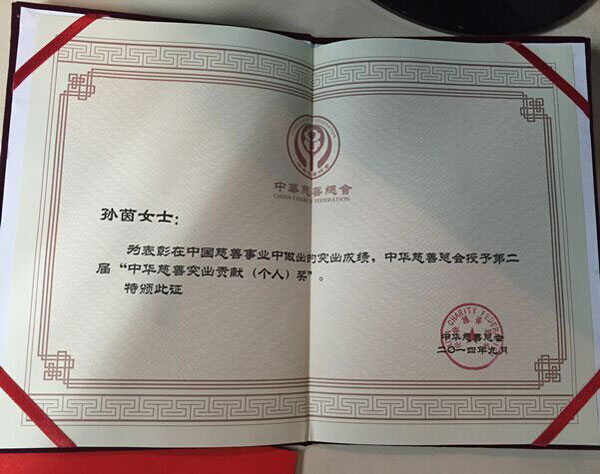 中華慈善總會
CHINA CHARITY FEDERATION
孙茵女士：
为表彰在中国慈善事业中做出的突出成绩，中华慈善总会授予第二
届“中华慈善突出贡献（个人）奖”。
特颁此证
CHARITY FEDERATION
中华慈善总会
二〇一四年九月